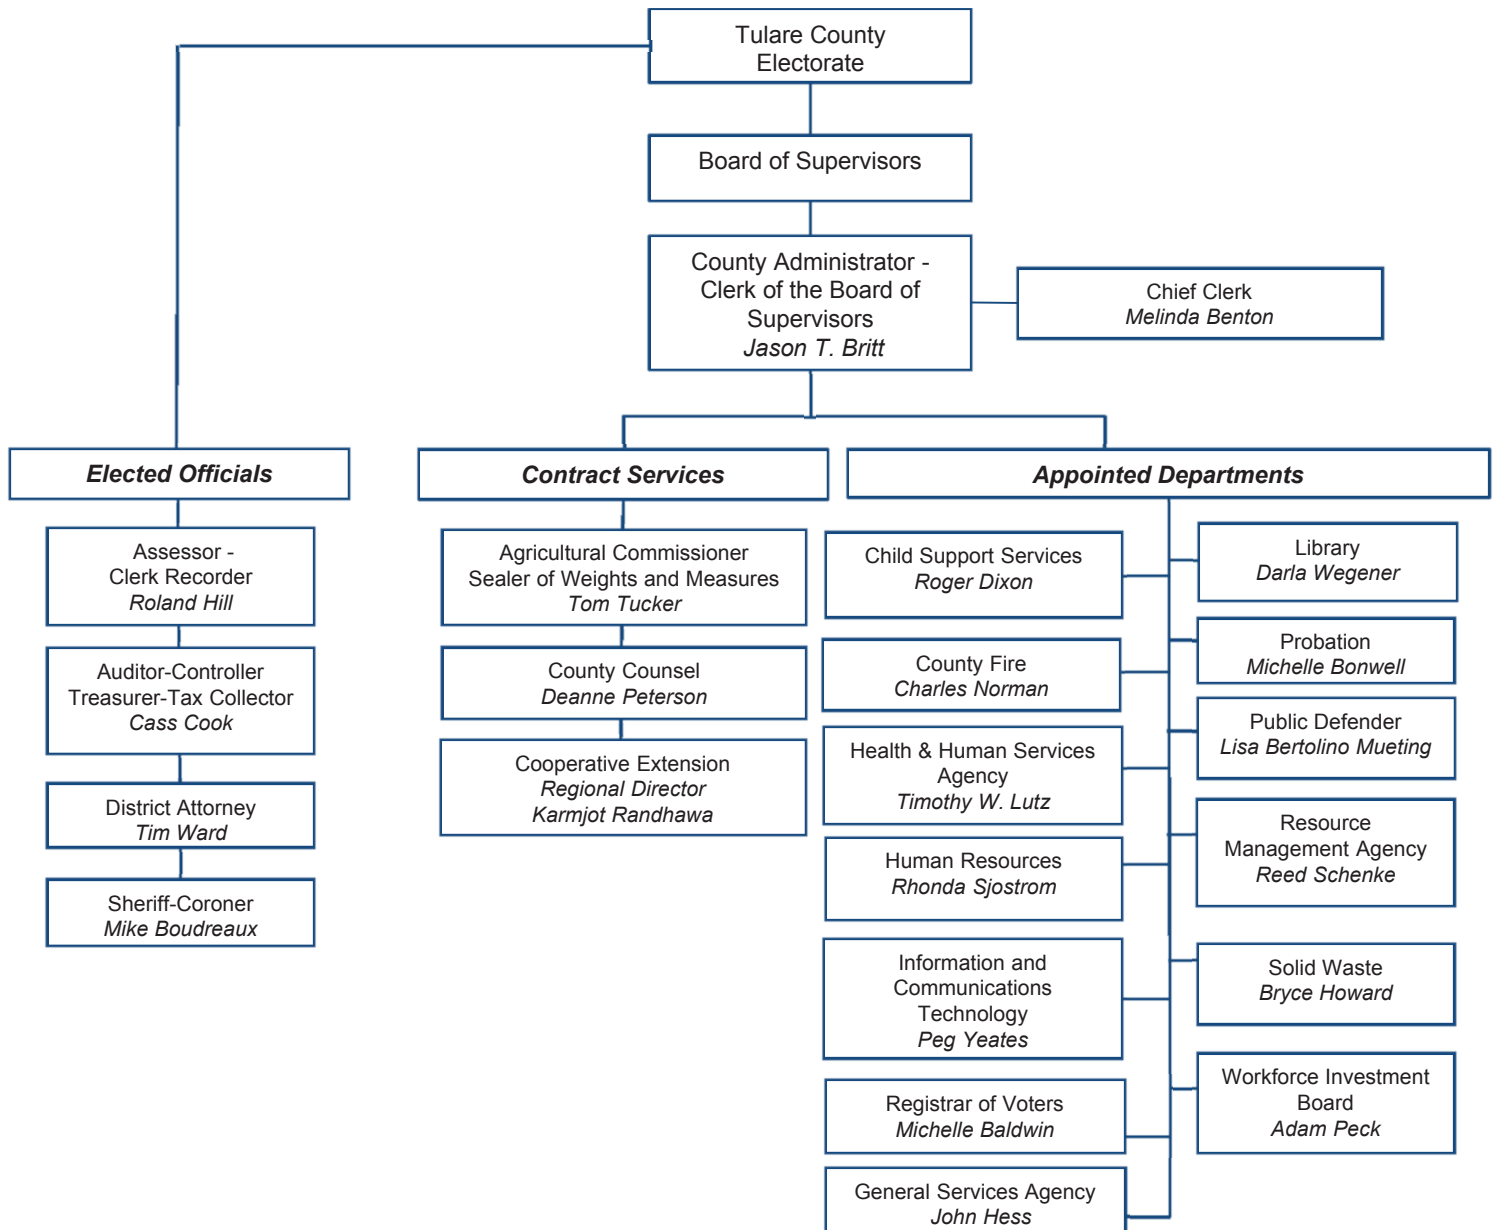 Tulare County
Electorate
Board of Supervisors
County Administrator -
Clerk of the Board of
Supervisors
Jason T. Britt
Chief Clerk
Melinda Benton
Elected Officials
Assessor -
Clerk Recorder
Roland Hill
Auditor-Controller
Treasurer-Tax Collector
Cass Cook
District Attorney
Tim Ward
Sheriff-Coroner
Mike Boudreaux
Contract Services
Agricultural Commissioner
Sealer of Weights and Measures
Tom Tucker
County Counsel
Deanne Peterson
Cooperative Extension
Regional Director
Karmjot Randhawa
Appointed Departments
Child Support Services
Roger Dixon
County Fire
Charles Norman
Health & Human Services
Agency
Timothy W. Lutz
Human Resources
Rhonda Sjostrom
Information and
Communications
Technology
Peg Yeates
Registrar of Voters
Michelle Baldwin
General Services Agency
John Hess
Library
Darla Wegener
Probation
Michelle Bonwell
Public Defender
Lisa Bertolino Mueting
Resource
Management Agency
Reed Schenke
Solid Waste
Bryce Howard
Workforce Investment
Board
Adam Peck